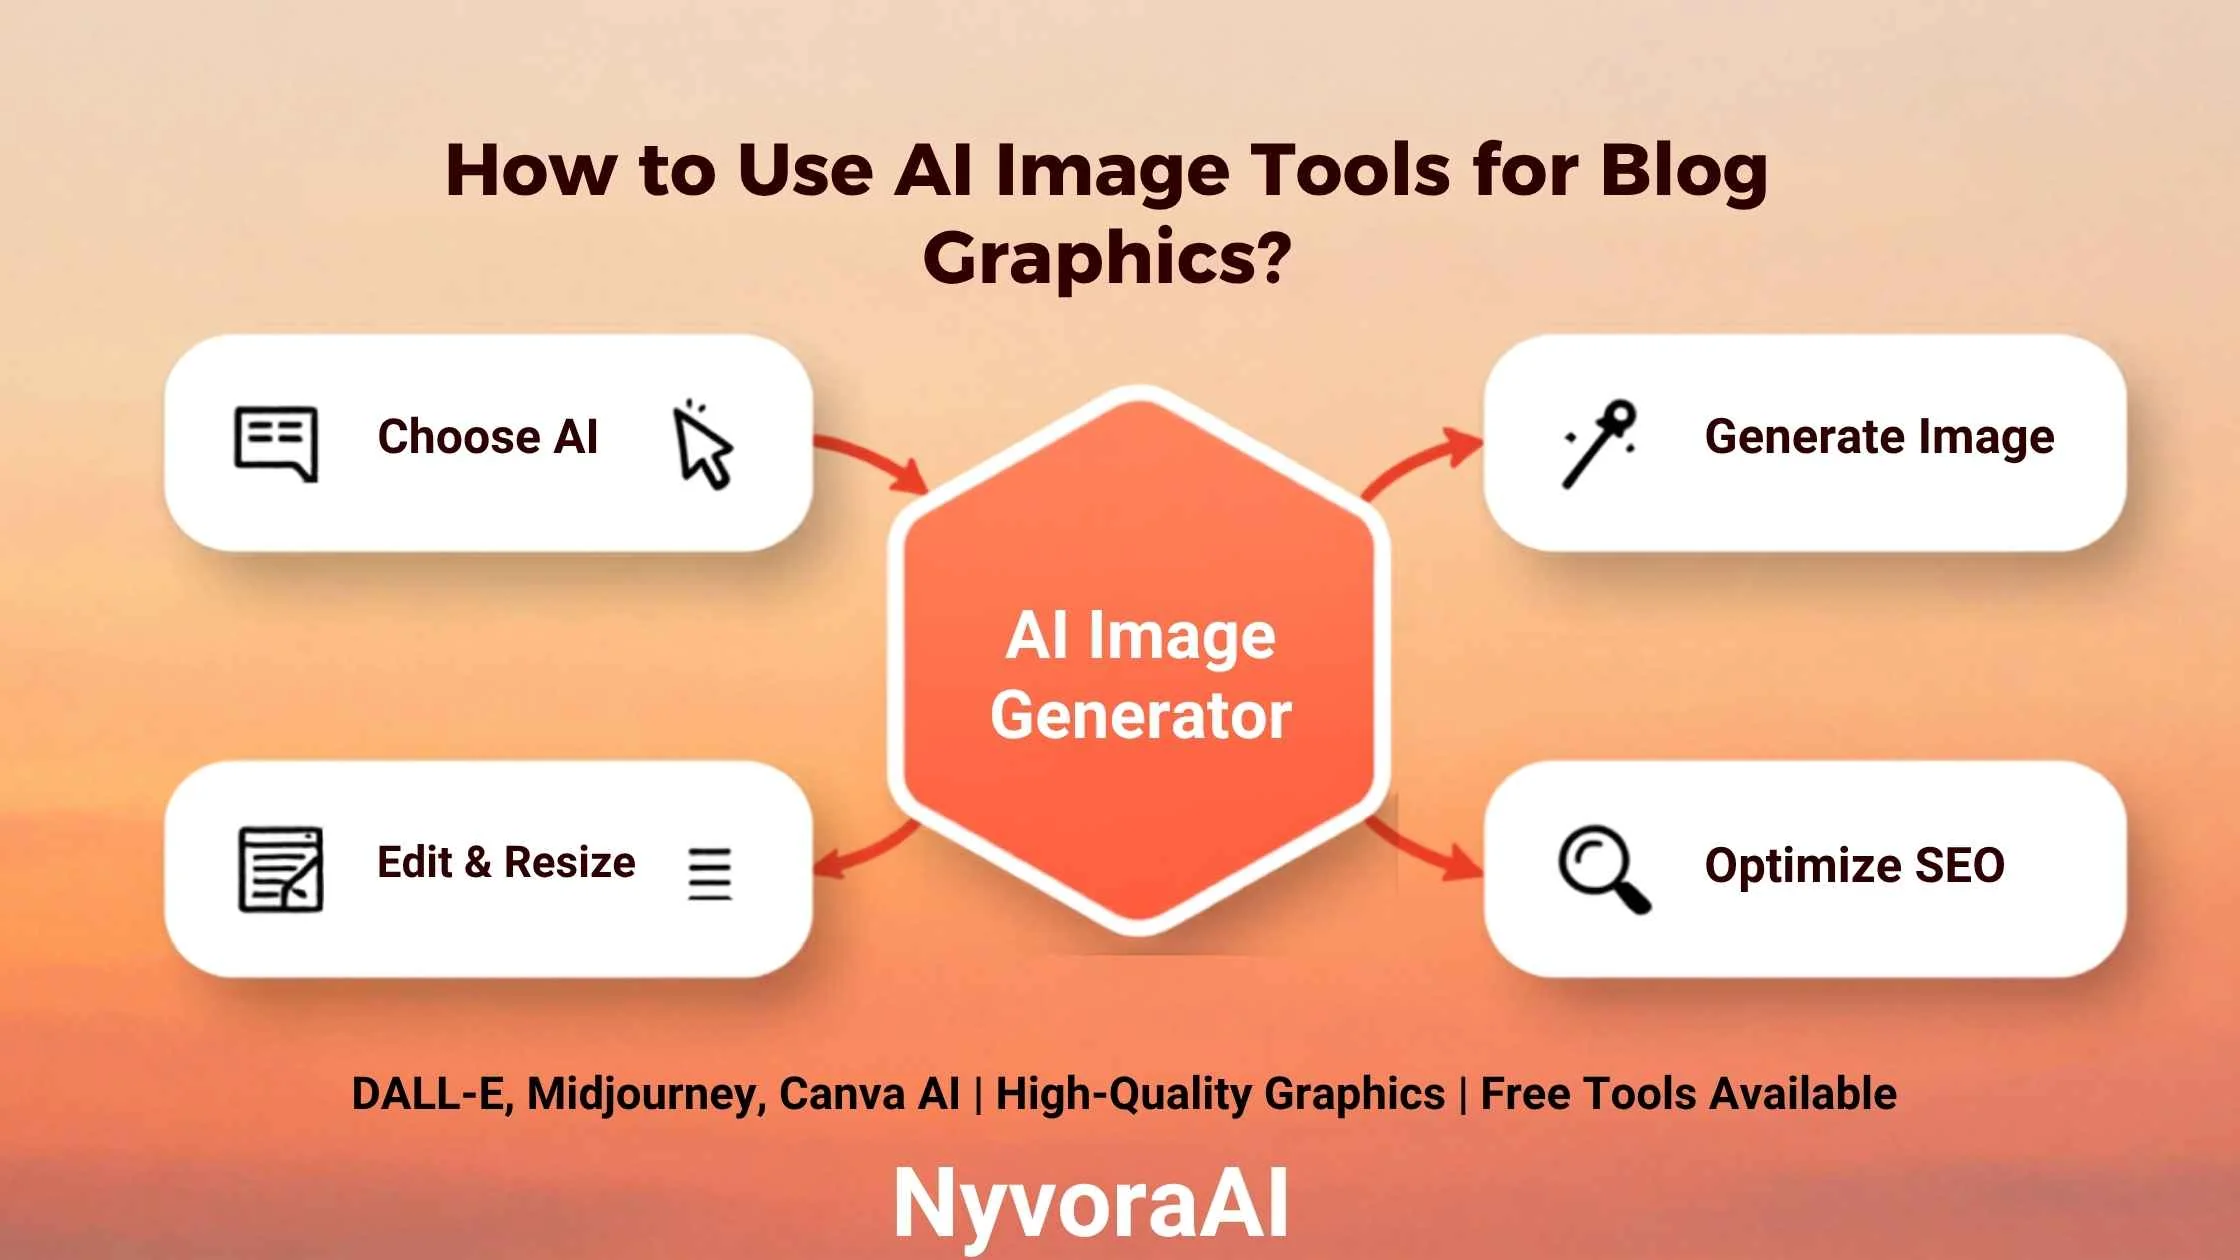 How to Use AI Image Tools for Blog
Graphics?
Choose AI
Generate Image
AI Image
Generator
Edit & Resize
Optimize SEO
DALL-E, Midjourney, Canva AI | High-Quality Graphics | Free Tools Available
NyvoraAI